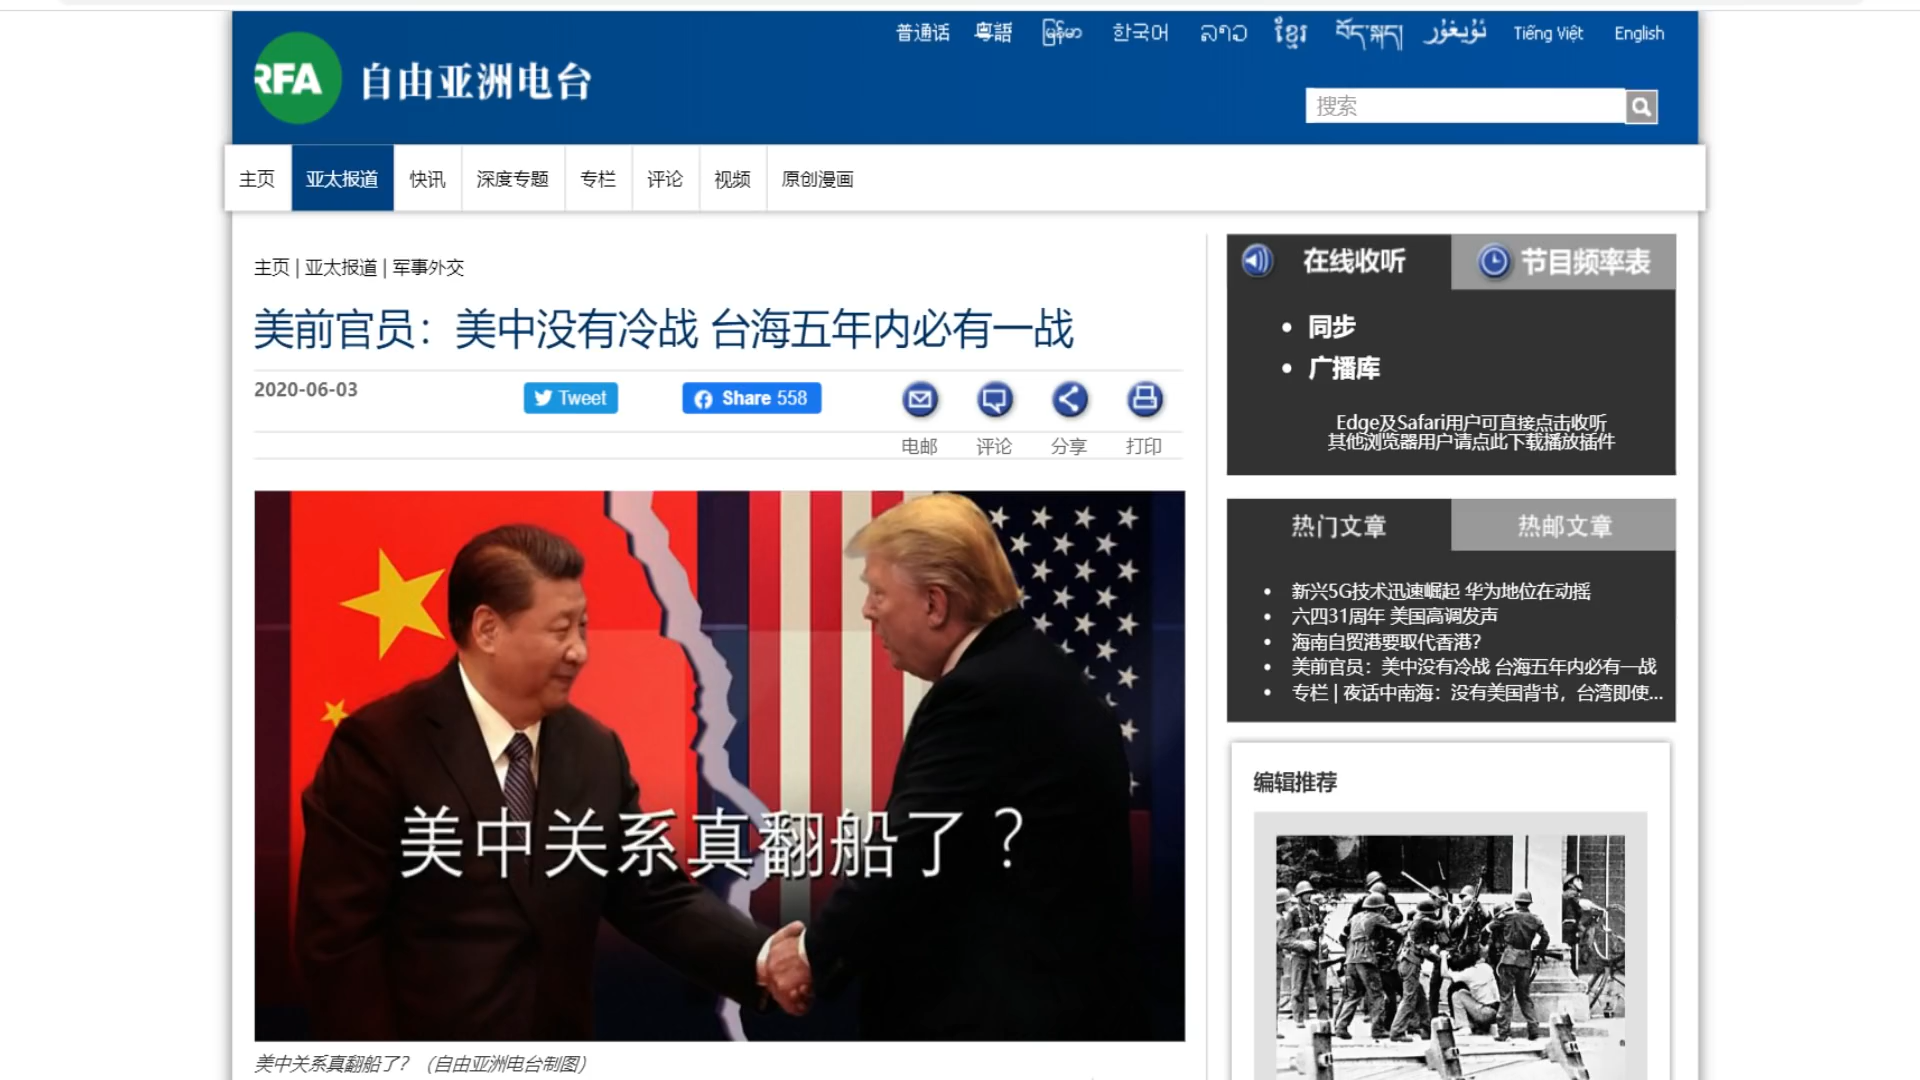 普通话 粵語 မြန်မာ 한국어 ລາວ ខ្មែរ བོད་སྐད། ئۇيغۇر Tiếng Việt English
RFA 自由亚洲电台
搜索
主页 亚太报道 快讯 深度专题 专栏 评论 视频 原创漫画
主页 | 亚太报道 | 军事外交
美前官员：美中没有冷战 台海五年内必有一战
2020-06-03
Tweet
Share 558
电邮 评论 分享 打印
美中关系真翻船了？
美中关系真翻船了？（自由亚洲电台制图）
在线收听 节目频率表
• 同步
• 广播库
Edge及Safari用户可直接点击收听
其他浏览器用户请点此下载播放插件
热门文章 热邮文章
• 新兴5G技术迅速崛起 华为地位在动摇
• 六四31周年 美国高调发声
• 海南自贸港要取代香港？
• 美前官员：美中没有冷战 台海五年内必有一战
• 专栏 | 夜话中南海：没有美国背书，台湾即使...
编辑推荐